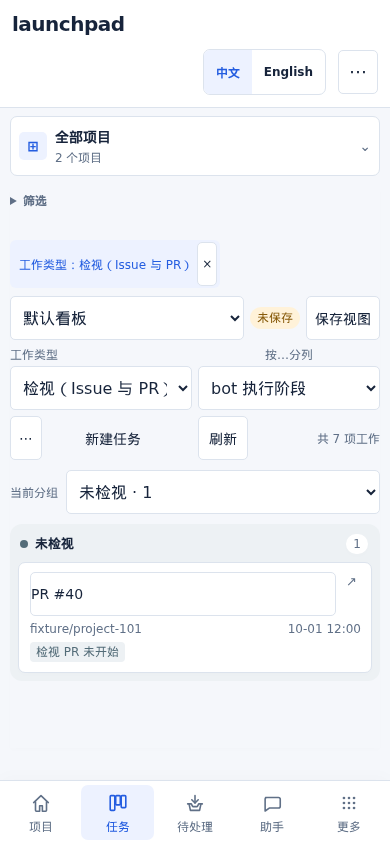 launchpad
中文 English ⋯
全部项目
2 个项目
筛选
工作类型：检视（Issue 与 PR） ×
默认看板 未保存 保存视图
工作类型 按…分列
检视（Issue 与 PR） bot 执行阶段
⋯ 新建任务 刷新 共 7 项工作
当前分组 未检视 · 1
未检视 1
PR #40 ↗
fixture/project-101 10-01 12:00
检视 PR 未开始
项目 任务 待处理 助手 更多